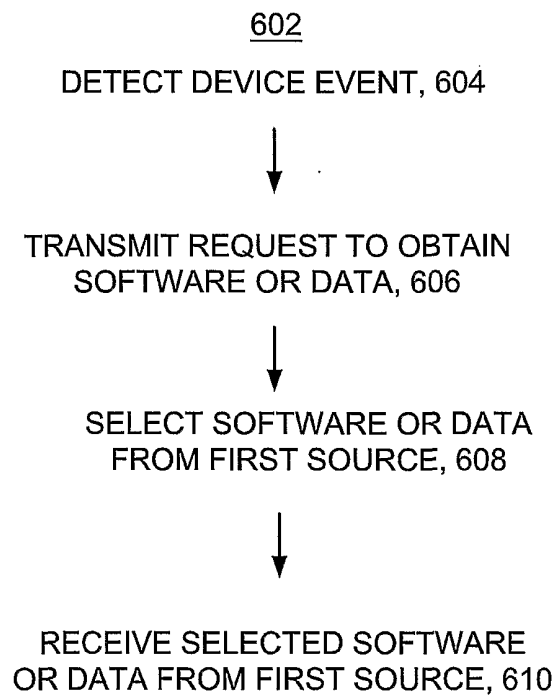 602
DETECT DEVICE EVENT, 604
TRANSMIT REQUEST TO OBTAIN
SOFTWARE OR DATA, 606
SELECT SOFTWARE OR DATA
FROM FIRST SOURCE, 608
RECEIVE SELECTED SOFTWARE
OR DATA FROM FIRST SOURCE, 610